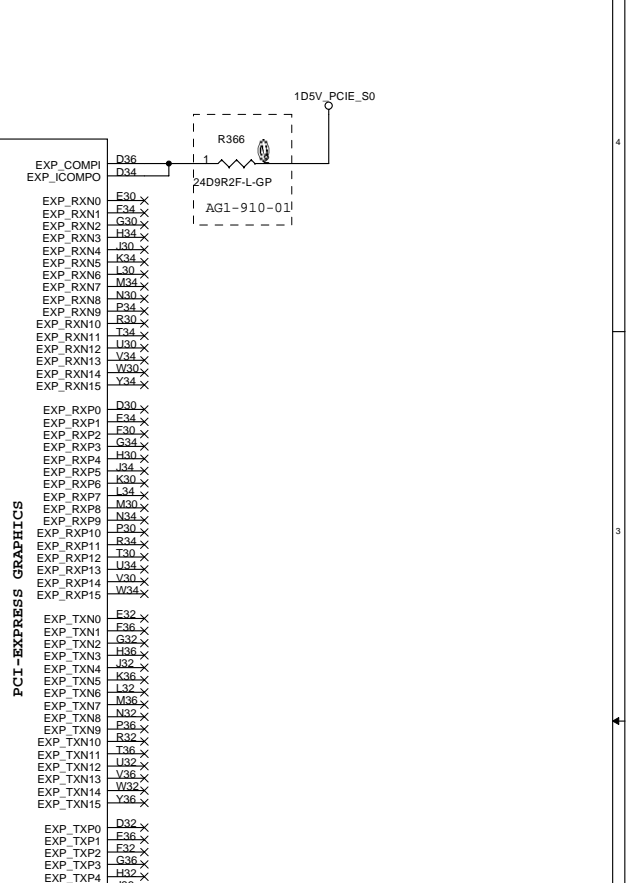 1D5V_PCIE_S0
4
R366
EXP_COMPI D36 1
EXP_ICOMPO D34
24D9R2F-L-GP
AG1-910-01
EXP_RXN0 E30
EXP_RXN1 F34
EXP_RXN2 G30
EXP_RXN3 H34
EXP_RXN4 J30
EXP_RXN5 K34
EXP_RXN6 L30
EXP_RXN7 M34
EXP_RXN8 N30
EXP_RXN9 P34
EXP_RXN10 R30
EXP_RXN11 T34
EXP_RXN12 U30
EXP_RXN13 V34
EXP_RXN14 W30
EXP_RXN15 Y34
EXP_RXP0 D30
EXP_RXP1 E34
EXP_RXP2 F30
EXP_RXP3 G34
EXP_RXP4 H30
EXP_RXP5 J34
EXP_RXP6 K30
EXP_RXP7 L34
EXP_RXP8 M30
EXP_RXP9 N34
EXP_RXP10 P30
EXP_RXP11 R34
EXP_RXP12 T30
EXP_RXP13 U34
EXP_RXP14 V30
EXP_RXP15 W34
3
PCI-EXPRESS GRAPHICS
EXP_TXN0 E32
EXP_TXN1 F36
EXP_TXN2 G32
EXP_TXN3 H36
EXP_TXN4 J32
EXP_TXN5 K36
EXP_TXN6 L32
EXP_TXN7 M36
EXP_TXN8 N32
EXP_TXN9 P36
EXP_TXN10 R32
EXP_TXN11 T36
EXP_TXN12 U32
EXP_TXN13 V36
EXP_TXN14 W32
EXP_TXN15 Y36
EXP_TXP0 D32
EXP_TXP1 E36
EXP_TXP2 F32
EXP_TXP3 G36
EXP_TXP4 H32